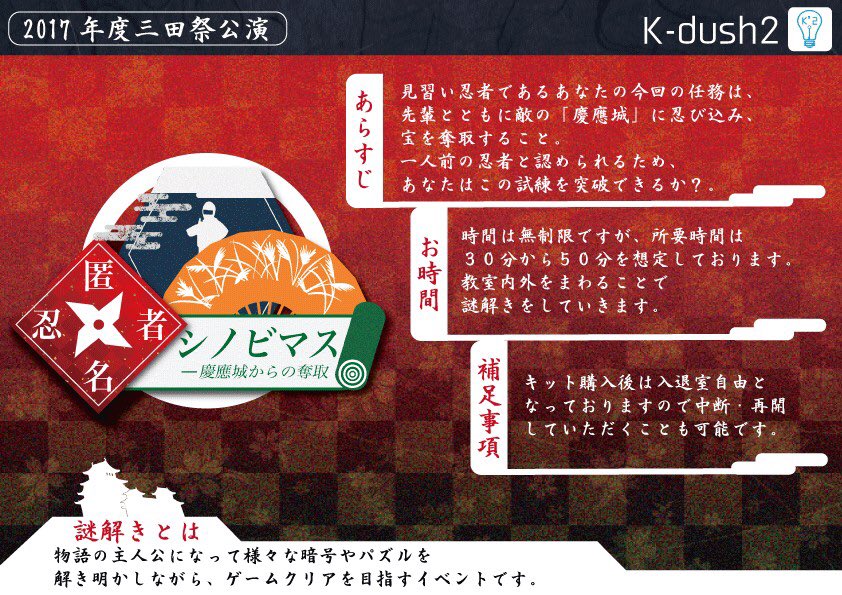 2017年度三田祭公演
K-dush2
K°2
あらすじ
見習い忍者であるあなたの今回の任務は、
先輩とともに敵の「慶應城」に忍び込み、
宝を奪取すること。
一人前の忍者と認められるため、
あなたはこの試練を突破できるか？。
お時間
時間は無制限ですが、所要時間は
３０分から５０分を想定しております。
教室内外をまわることで
謎解きをしていきます。
匿
忍 者
名
シノビマス
―慶應城からの奪取
補足事項
キット購入後は入退室自由と
なっておりますので中断・再開
していただくことも可能です。
謎解きとは
物語の主人公になって様々な暗号やパズルを
解き明かしながら、ゲームクリアを目指すイベントです。